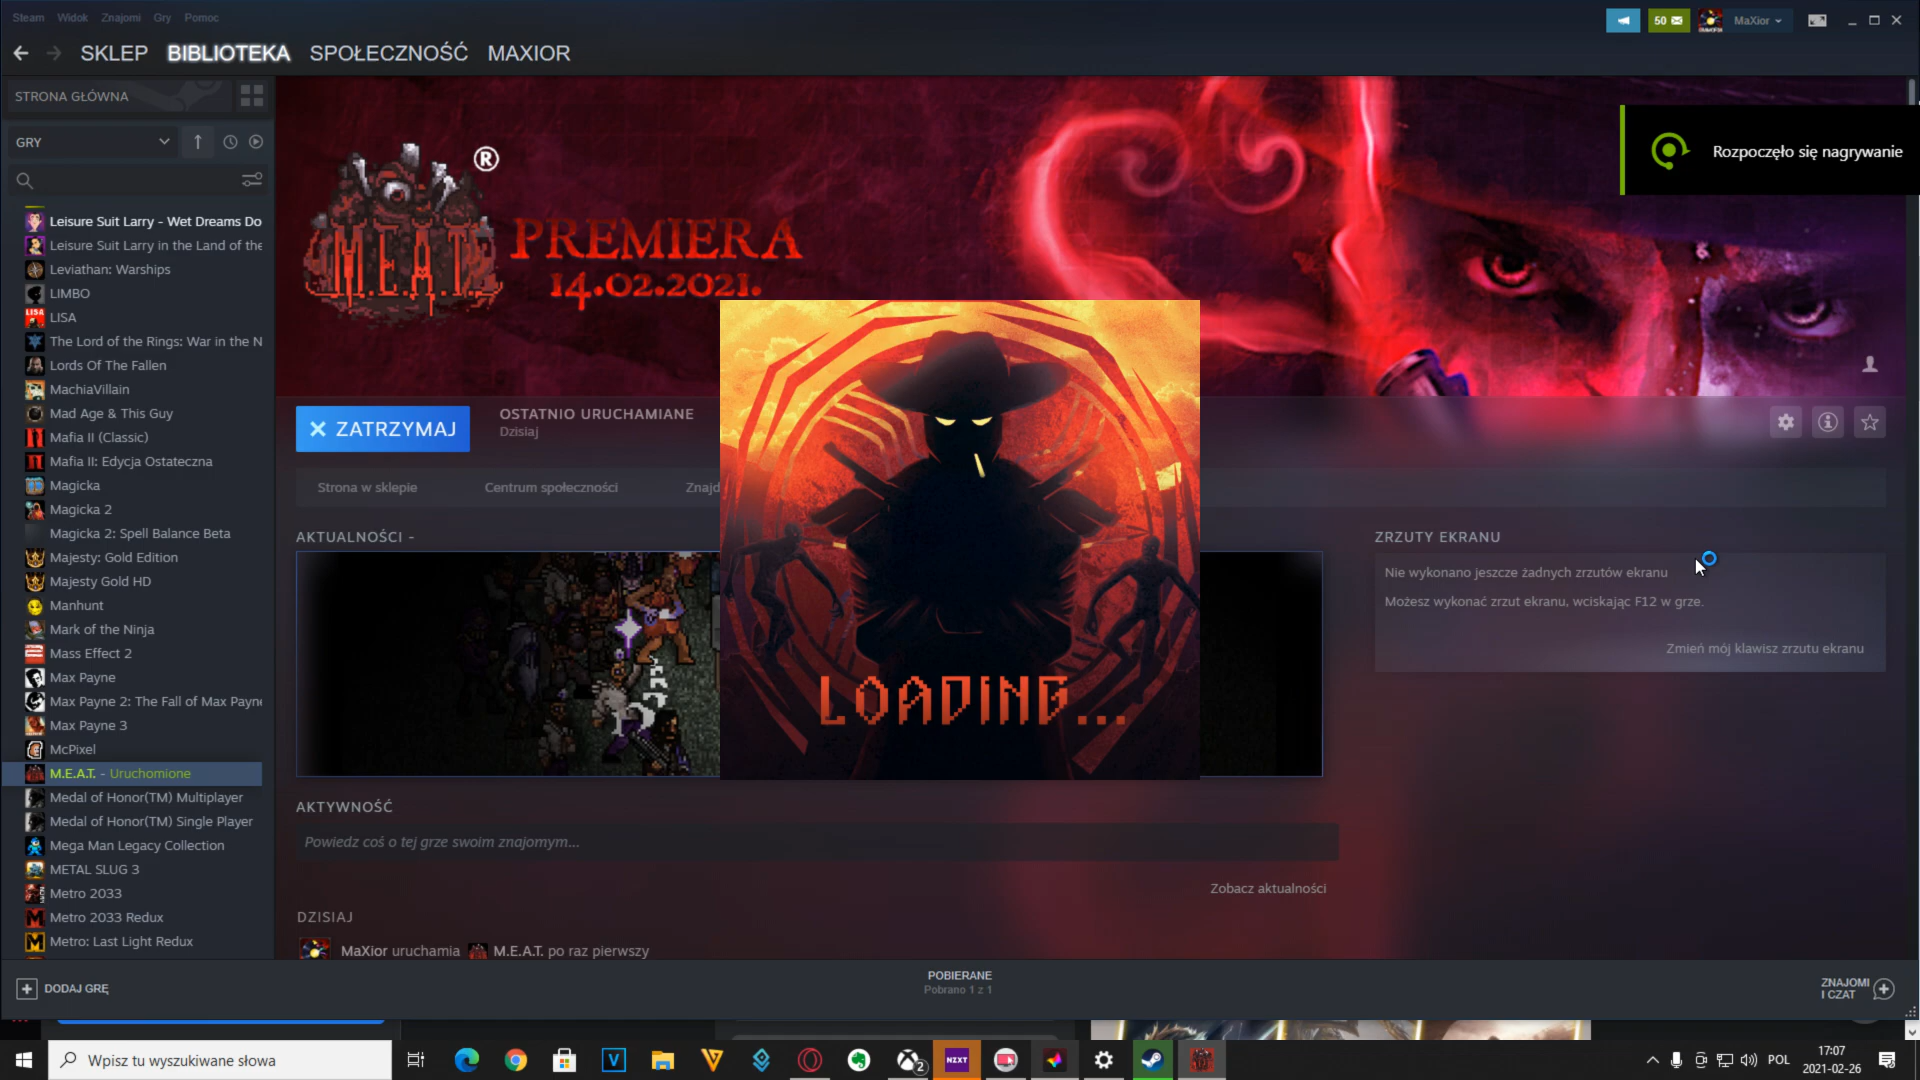 Steam Widok Znajomi Gry Pomoc
50
MaXior
SKLEP BIBLIOTEKA SPOŁECZNOŚĆ MAXIOR
STRONA GŁÓWNA
GRY
Leisure Suit Larry - Wet Dreams Do
Leisure Suit Larry in the Land of the
Leviathan: Warships
LIMBO
LISA
The Lord of the Rings: War in the N
Lords Of The Fallen
MachiaVillain
Mad Age & This Guy
Mafia II (Classic)
Mafia II: Edycja Ostateczna
Magicka
Magicka 2
Magicka 2: Spell Balance Beta
Majesty: Gold Edition
Majesty Gold HD
Manhunt
Mark of the Ninja
Mass Effect 2
Max Payne
Max Payne 2: The Fall of Max Payne
Max Payne 3
McPixel
M.E.A.T. - Uruchomione
Medal of Honor(TM) Multiplayer
Medal of Honor(TM) Single Player
Mega Man Legacy Collection
METAL SLUG 3
Metro 2033
Metro 2033 Redux
Metro: Last Light Redux
DODAJ GRĘ
®
M.E.A.T.
PREMIERA
14.02.2021.
Rozpoczęło się nagrywanie
ZATRZYMAJ
OSTATNIO URUCHAMIANE
Dzisiaj
Strona w sklepie Centrum społeczności Znajd
AKTUALNOŚCI -
LOADING...
ZRZUTY EKRANU
Nie wykonano jeszcze żadnych zrzutów ekranu
Możesz wykonać zrzut ekranu, wciskając F12 w grze.
Zmień mój klawisz zrzutu ekranu
AKTYWNOŚĆ
Powiedz coś o tej grze swoim znajomym...
Zobacz aktualności
DZISIAJ
MaXior uruchamia M.E.A.T. po raz pierwszy
POBIERANE
Pobrano 1 z 1
ZNAJOMI
I CZAT
Wpisz tu wyszukiwane słowa
2
NZXT
POL
17:07
2021-02-26